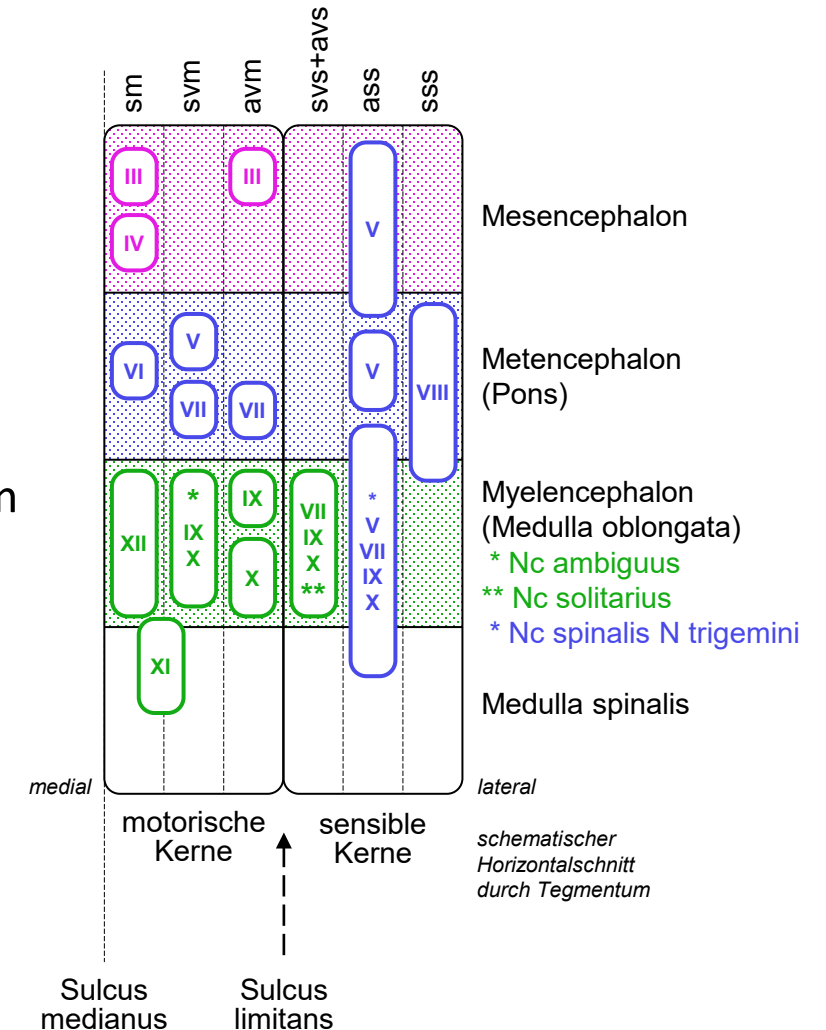 sm
svm
avm
svs+avs
ass
sss
III
III
IV
V
Mesencephalon
V
VI
VII
VII
V
VIII
Metencephalon
(Pons)
XII
*
IX
X
IX
X
VII
IX
X
**
*
V
VII
IX
X
Myelencephalon
(Medulla oblongata)
* Nc ambiguus
** Nc solitarius
* Nc spinalis N trigemini
XI
Medulla spinalis
medial
lateral
motorische
Kerne
sensible
Kerne
schematischer
Horizontalschnitt
durch Tegmentum
Sulcus
medianus
Sulcus
limitans